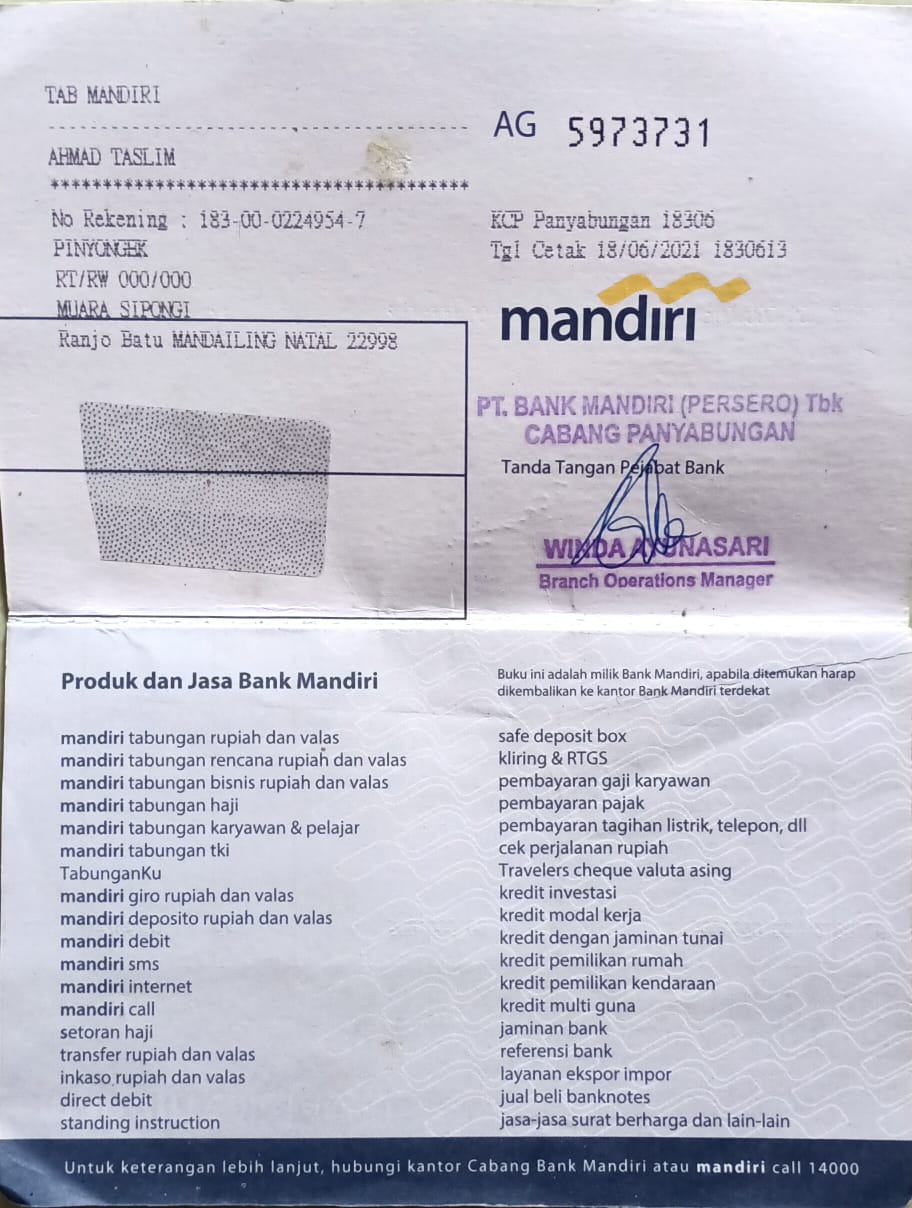 TAB MANDIRI
AHMAD TASLIM
******************************************
No Rekening : 183-00-0224954-7
PINYONGEK
RT/RW 000/000
MUARA SIPONGI
Ranjo Batu MANDAILING NATAL 22998
AG 5973731
KCP Panyabungan 18306
Tgl Cetak 18/06/2021 1830613
mandiri
PT. BANK MANDIRI (PERSERO) Tbk
CABANG PANYABUNGAN
Tanda Tangan Pejabat Bank
WINDA AYUNASARI
Branch Operations Manager
Produk dan Jasa Bank Mandiri
mandiri tabungan rupiah dan valas
mandiri tabungan rencana rupiah dan valas
mandiri tabungan bisnis rupiah dan valas
mandiri tabungan haji
mandiri tabungan karyawan & pelajar
mandiri tabungan tki
TabunganKu
mandiri giro rupiah dan valas
mandiri deposito rupiah dan valas
mandiri debit
mandiri sms
mandiri internet
mandiri call
setoran haji
transfer rupiah dan valas
inkaso rupiah dan valas
direct debit
standing instruction
Buku ini adalah milik Bank Mandiri, apabila ditemukan harap
dikembalikan ke kantor Bank Mandiri terdekat
safe deposit box
kliring & RTGS
pembayaran gaji karyawan
pembayaran pajak
pembayaran tagihan listrik, telepon, dll
cek perjalanan rupiah
Travelers cheque valuta asing
kredit investasi
kredit modal kerja
kredit dengan jaminan tunai
kredit pemilikan rumah
kredit pemilikan kendaraan
kredit multi guna
jaminan bank
referensi bank
layanan ekspor impor
jual beli banknotes
jasa-jasa surat berharga dan lain-lain
Untuk keterangan lebih lanjut, hubungi kantor Cabang Bank Mandiri atau mandiri call 14000